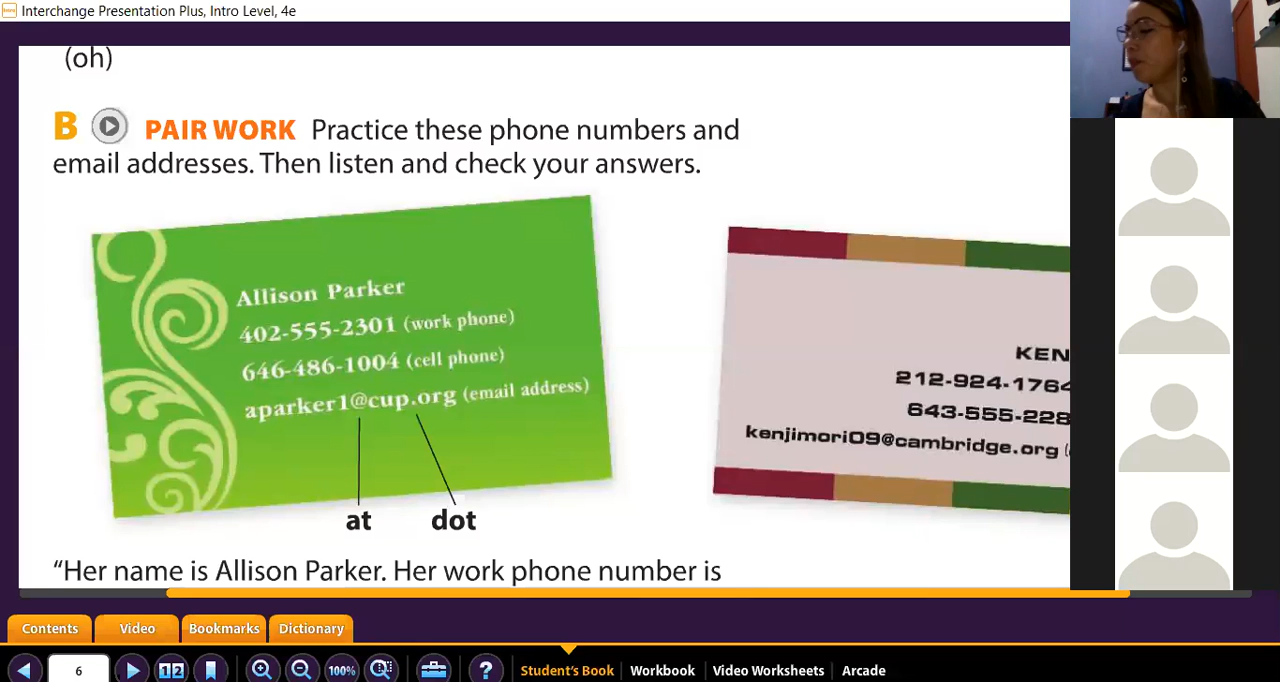 Interchange Presentation Plus, Intro Level, 4e
(oh)
B PAIR WORK Practice these phone numbers and
email addresses. Then listen and check your answers.
Allison Parker
402-555-2301 (work phone)
646-486-1004 (cell phone)
aparker1@cup.org (email address)
at dot
KEN
212-924-1764
643-555-228
kenjimori09@cambridge.org (
“Her name is Allison Parker. Her work phone number is
Contents Video Bookmarks Dictionary
6 1 2 100% ? Student's Book Workbook Video Worksheets Arcade